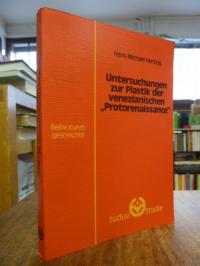 Hans-Michael Herzog
Untersuchungen
zur Plastik der
venezianischen
„Protorenaissance“
Reihe Kunst-
geschichte
tuduv Studie